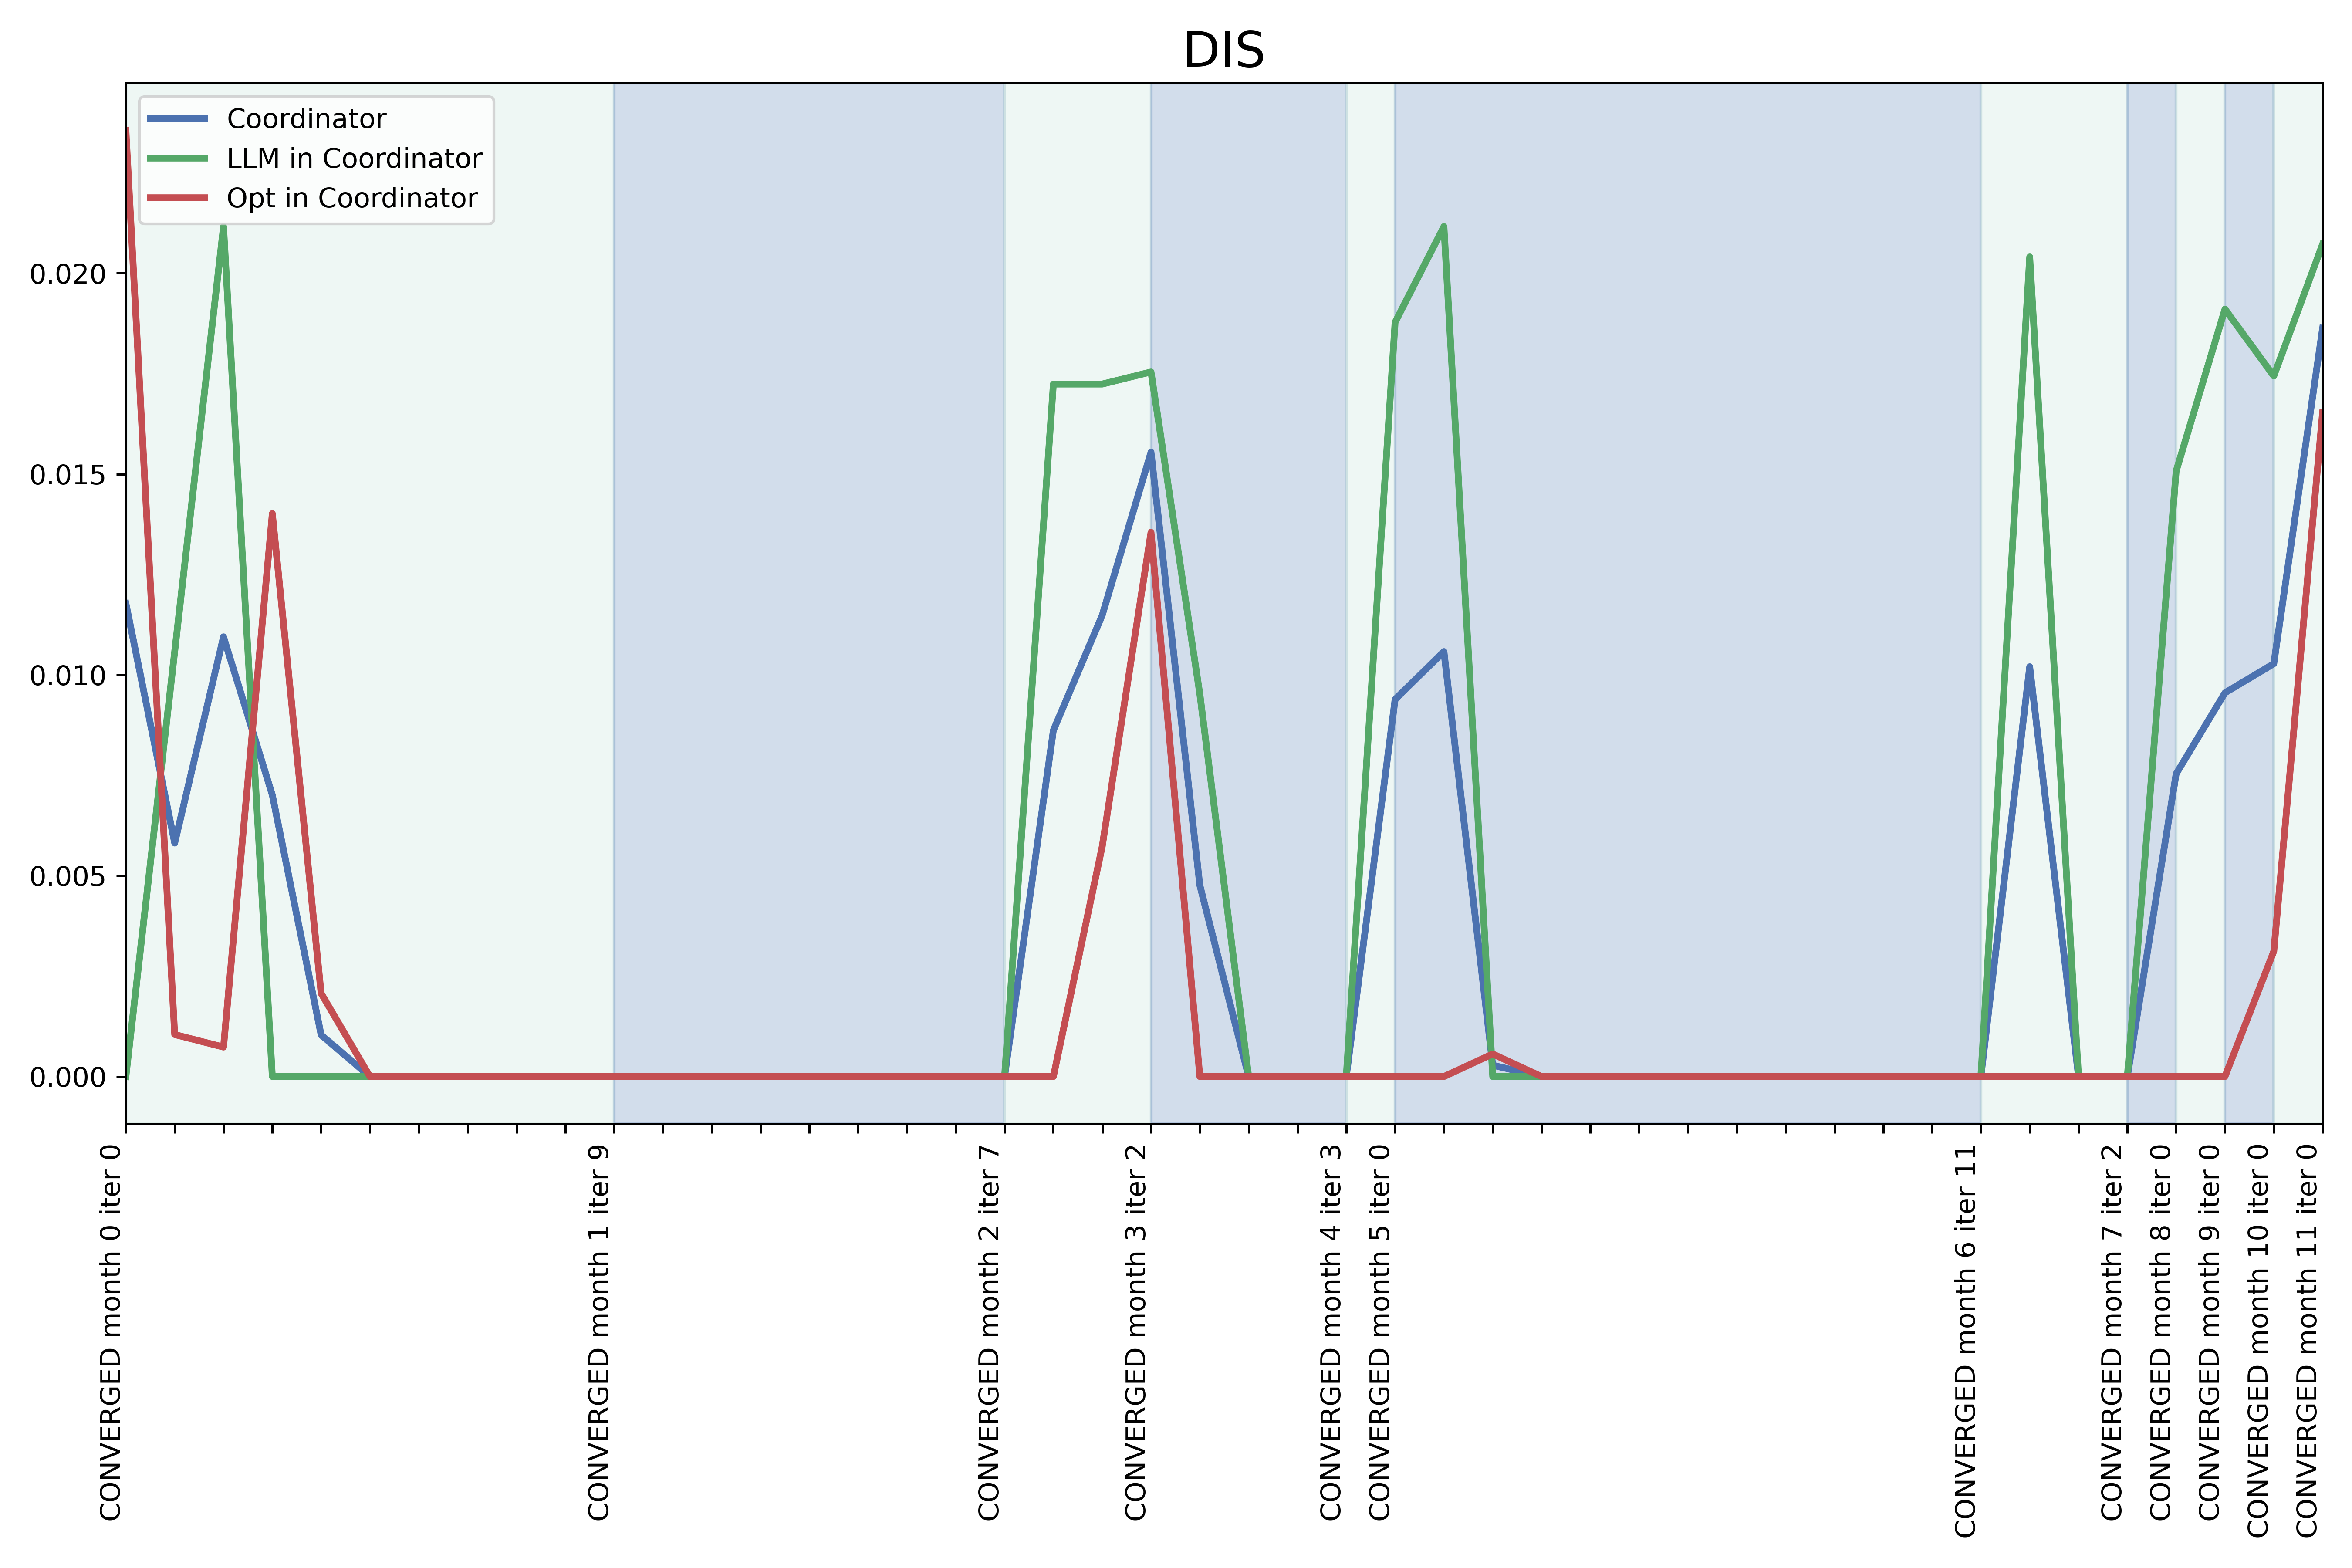 DIS
Coordinator
LLM in Coordinator
Opt in Coordinator
0.020
0.015
0.010
0.005
0.000
CONVERGED month 0 iter 0
CONVERGED month 1 iter 9
CONVERGED month 2 iter 7
CONVERGED month 3 iter 2
CONVERGED month 4 iter 3
CONVERGED month 5 iter 0
CONVERGED month 6 iter 11
CONVERGED month 7 iter 2
CONVERGED month 8 iter 0
CONVERGED month 9 iter 0
CONVERGED month 10 iter 0
CONVERGED month 11 iter 0